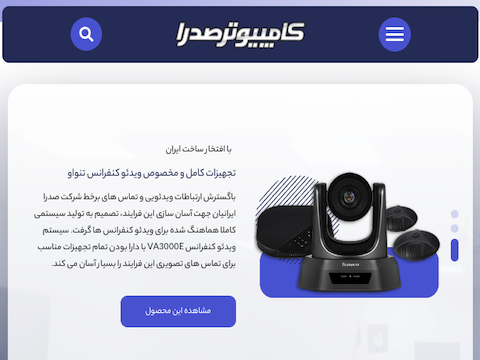 کامپیوتر صدرا
با افتخار ساخت ایران
تجهیزات کامل و مخصوص ویدئو کنفرانس تنواو
باگسترش ارتباطات ویدئویی و تماس های برخط شرکت صدرا
ایرانیان جهت آسان سازی این فرایند، تصمیم به تولید سیستمی
کاملا هماهنگ شده برای ویدئو کنفرانس ها گرفت. سیستم
ویدئو کنفرانس VA3000E با دارا بودن تمام تجهیزات مناسب
برای تماس های تصویری این فرایند را بسیار آسان می کند.
مشاهده این محصول